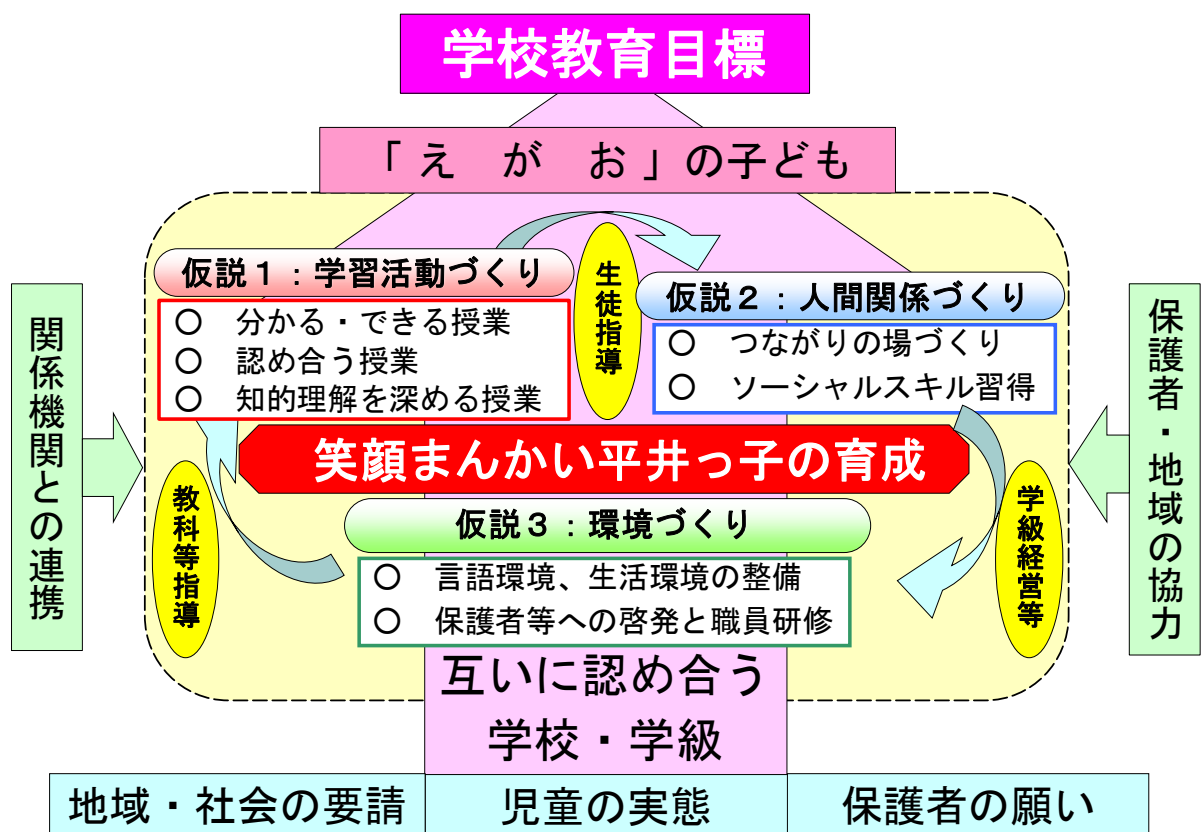 学校教育目標
「え　が　お」の子ども
仮説１：学習活動づくり
○　分かる・できる授業
○　認め合う授業
○　知的理解を深める授業
生徒指導
仮説２：人間関係づくり
○　つながりの場づくり
○　ソーシャルスキル習得
関係機関との連携
保護者・地域の協力
笑顔まんかい平井っ子の育成
教科等指導
仮説３：環境づくり
○　言語環境、生活環境の整備
○　保護者等への啓発と職員研修
学級経営等
互いに認め合う
学校・学級
地域・社会の要請
児童の実態
保護者の願い